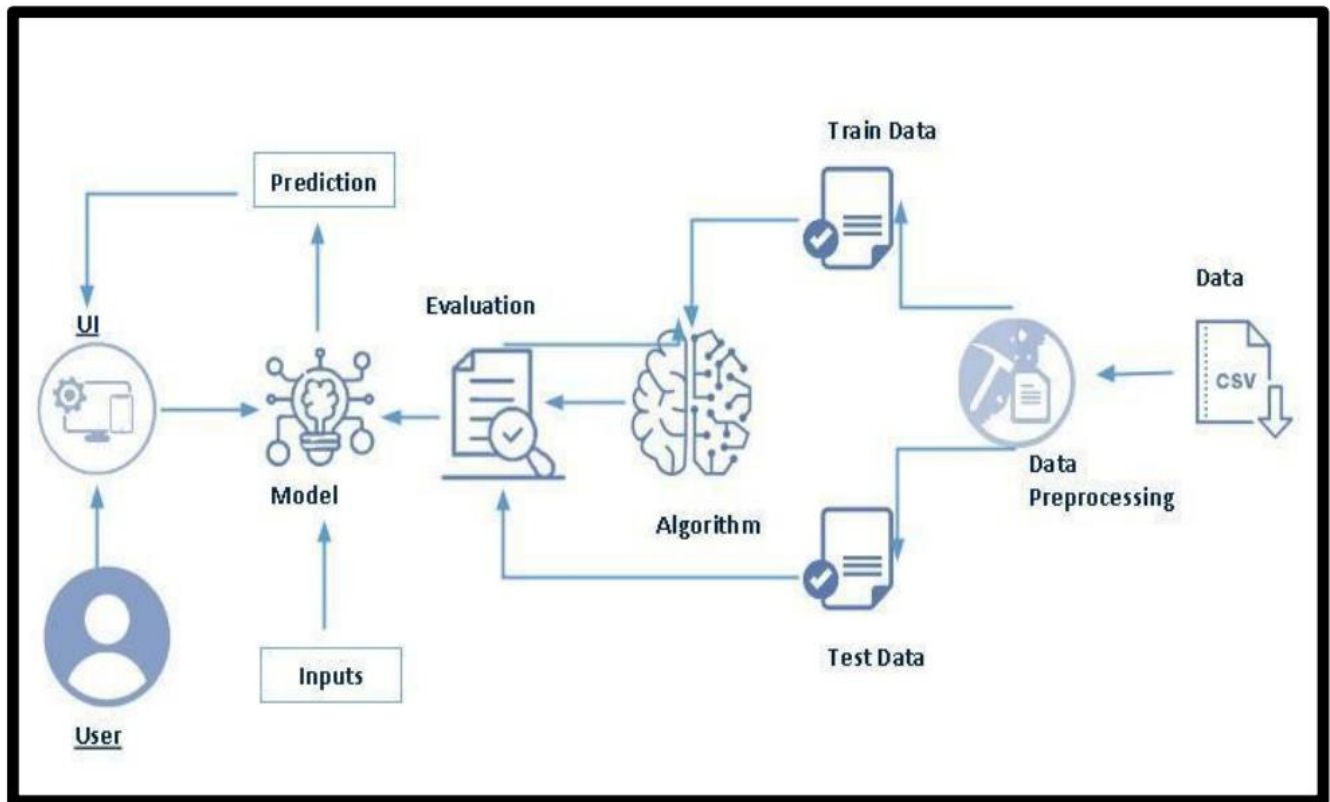 Train Data
Prediction
Data
Evaluation
UI
CSV
Data
Preprocessing
Model
Algorithm
Inputs
Test Data
User